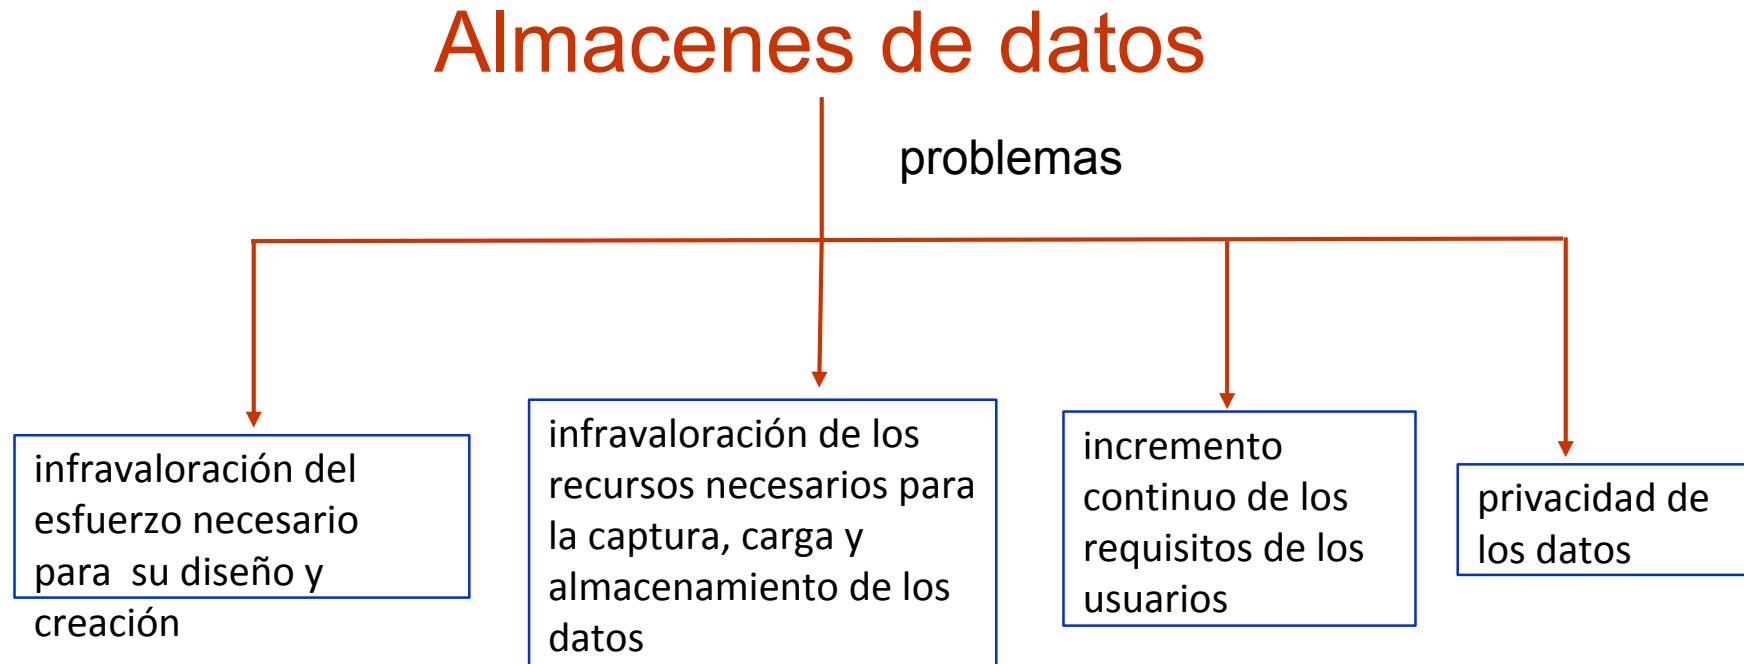 Almacenes de datos
problemas
infravaloración del
esfuerzo necesario
para  su diseño y
creación
infravaloración de los
recursos necesarios para
la captura, carga y
almacenamiento de los
datos
incremento
continuo de los
requisitos de los
usuarios
privacidad de
los datos